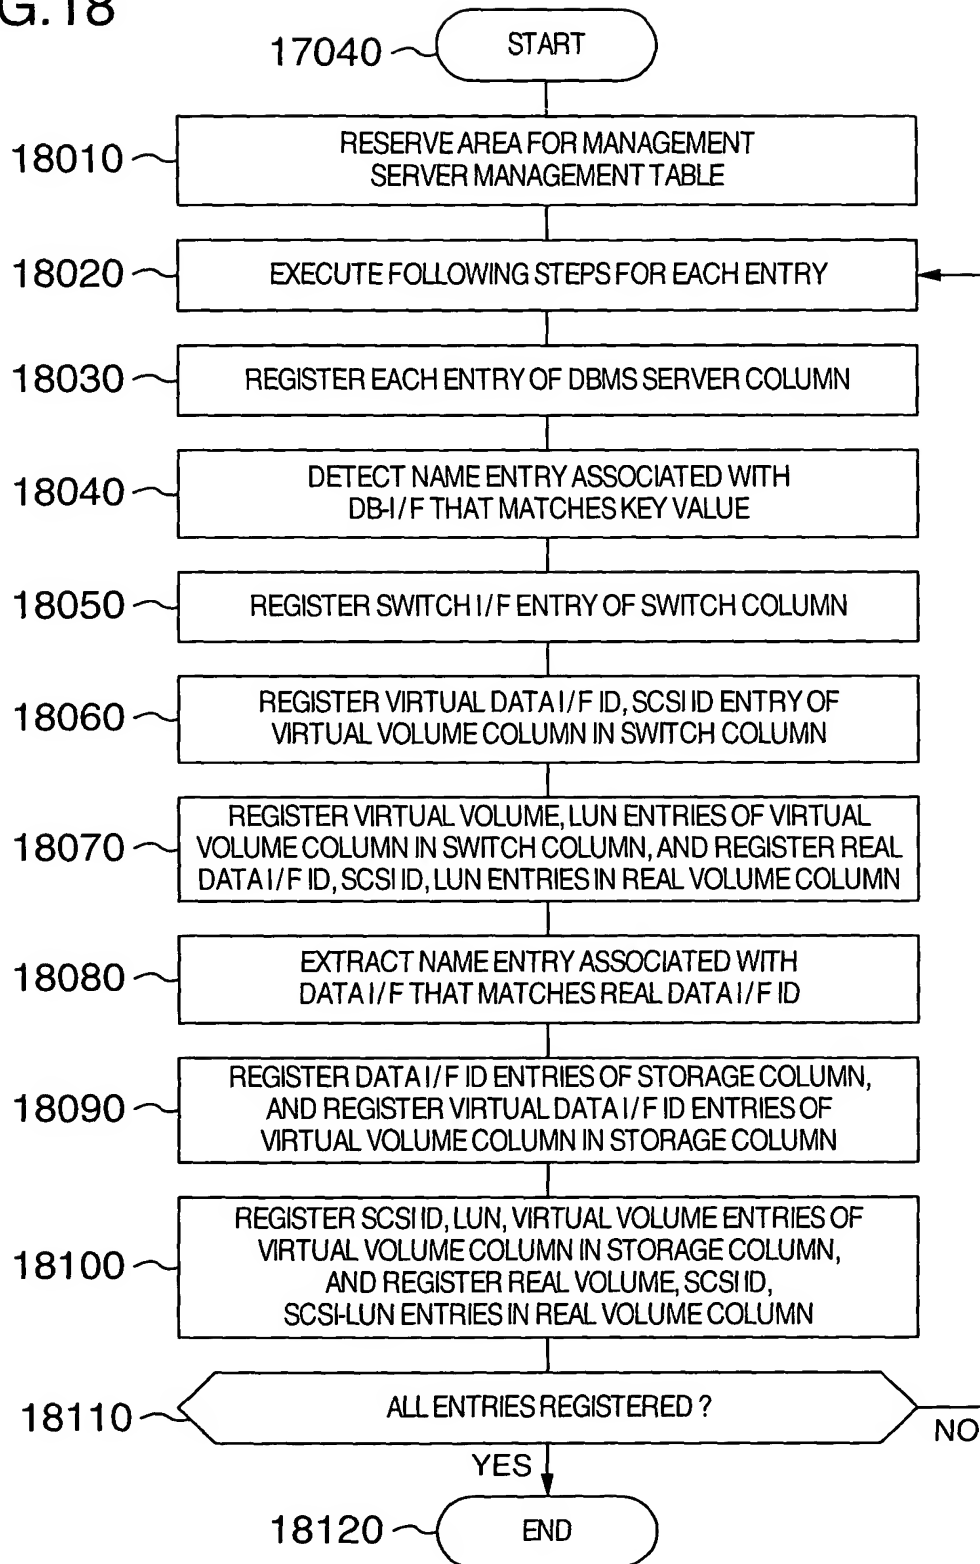 G.18
17040
START
18010
RESERVE AREA FOR MANAGEMENT
SERVER MANAGEMENT TABLE
18020
EXECUTE FOLLOWING STEPS FOR EACH ENTRY
18030
REGISTER EACH ENTRY OF DBMS SERVER COLUMN
18040
DETECT NAME ENTRY ASSOCIATED WITH
DB-I/F THAT MATCHES KEY VALUE
18050
REGISTER SWITCH I/F ENTRY OF SWITCH COLUMN
18060
REGISTER VIRTUAL DATA I/F ID, SCSI ID ENTRY OF
VIRTUAL VOLUME COLUMN IN SWITCH COLUMN
18070
REGISTER VIRTUAL VOLUME, LUN ENTRIES OF VIRTUAL
VOLUME COLUMN IN SWITCH COLUMN, AND REGISTER REAL
DATA I/F ID, SCSI ID, LUN ENTRIES IN REAL VOLUME COLUMN
18080
EXTRACT NAME ENTRY ASSOCIATED WITH
DATA I/F THAT MATCHES REAL DATA I/F ID
18090
REGISTER DATA I/F ID ENTRIES OF STORAGE COLUMN,
AND REGISTER VIRTUAL DATA I/F ID ENTRIES OF
VIRTUAL VOLUME COLUMN IN STORAGE COLUMN
18100
REGISTER SCSI ID, LUN, VIRTUAL VOLUME ENTRIES OF
VIRTUAL VOLUME COLUMN IN STORAGE COLUMN,
AND REGISTER REAL VOLUME, SCSI ID,
SCSI-LUN ENTRIES IN REAL VOLUME COLUMN
18110
ALL ENTRIES REGISTERED ?
NO
YES
18120
END